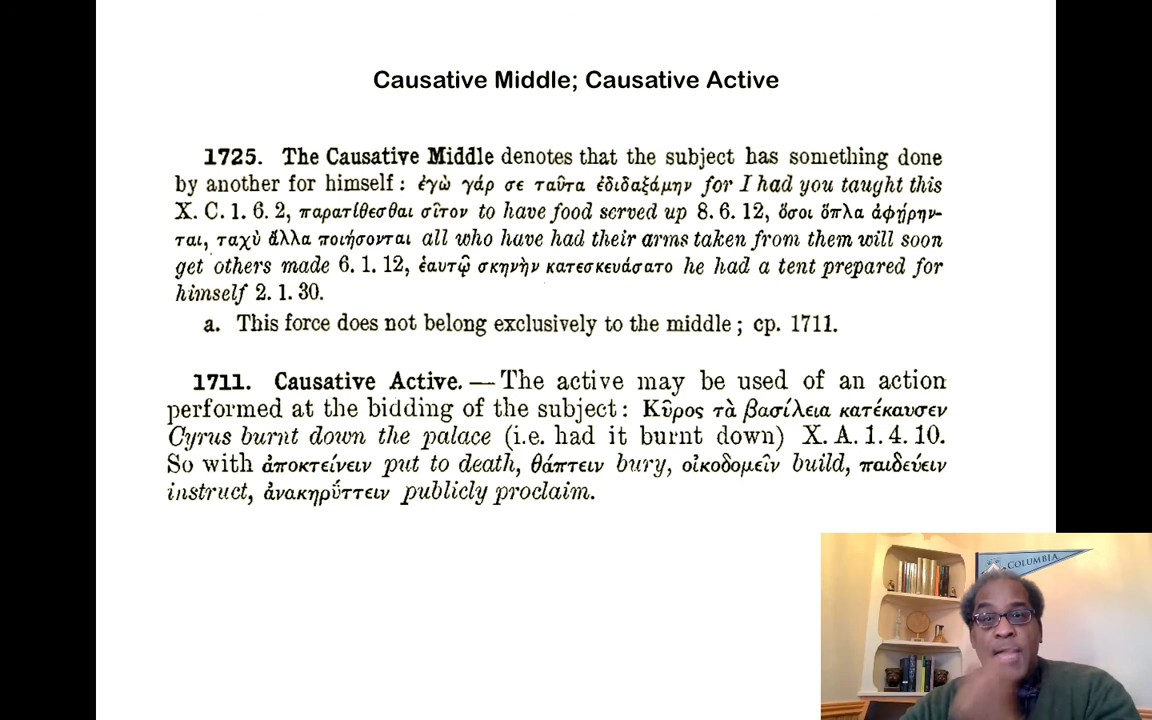 Causative Middle; Causative Active
1725. The Causative Middle denotes that the subject has something done
by another for himself : ἐγὼ γάρ σε ταῦτα ἐδιδαξάμην for I had you taught this
X. C. 1. 6. 2, παρατίθεσθαι σῖτον to have food served up 8. 6. 12, ὅσοι ὅπλα ἀφῄρην-
ται, ταχὺ ἄλλα ποιήσονται all who have had their arms taken from them will soon
get others made 6. 1. 12, ἑαυτῷ σκηνὴν κατεσκευάσατο he had a tent prepared for
himself 2. 1. 30.
a. This force does not belong exclusively to the middle ; cp. 1711.
1711. Causative Active. — The active may be used of an action
performed at the bidding of the subject : Κῦρος τὰ βασίλεια κατέκαυσεν
Cyrus burnt down the palace (i.e. had it burnt down) X. A. 1. 4. 10.
So with ἀποκτείνειν put to death, θάπτειν bury, οἰκοδομεῖν build, παιδεύειν
instruct, ἀνακηρΰττειν publicly proclaim.
COLUMBIA